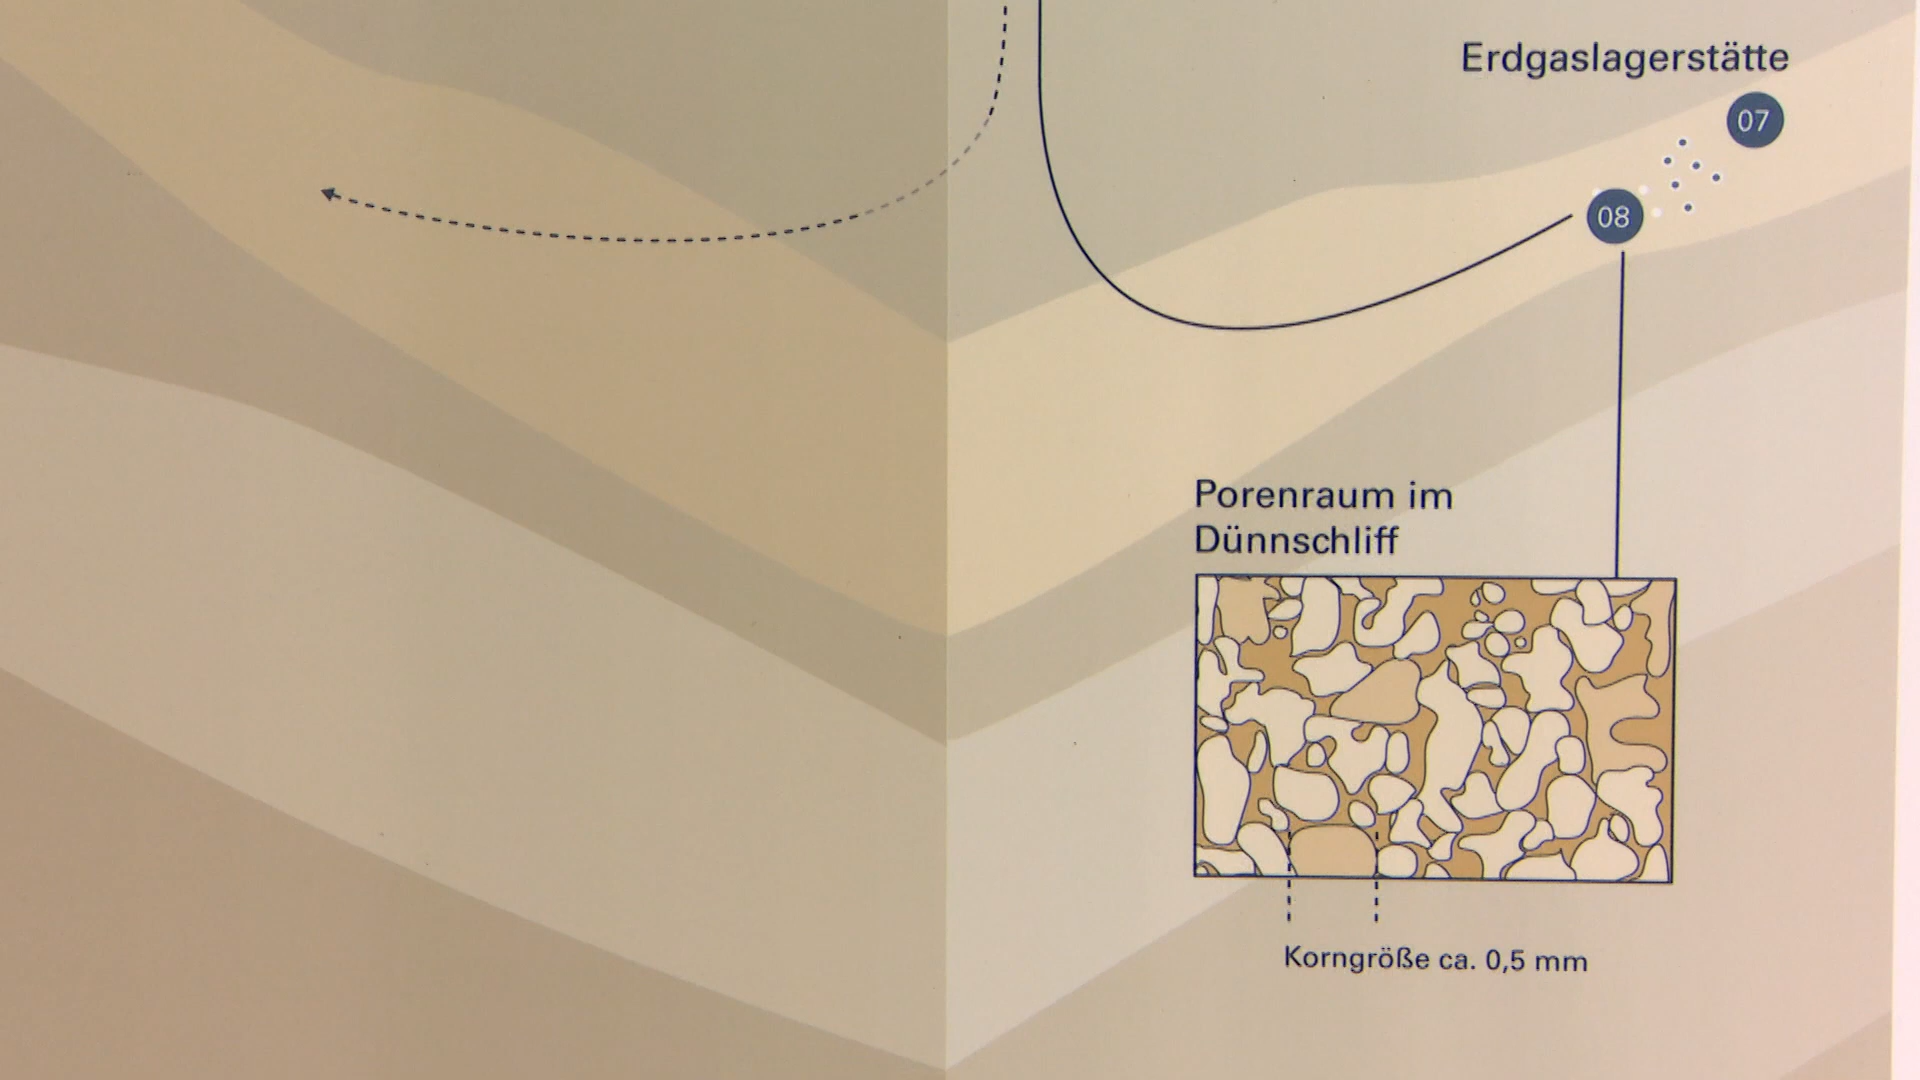 Erdgaslagerstätte
07
08
Porenraum im
Dünnschliff
Korngröße ca. 0,5 mm